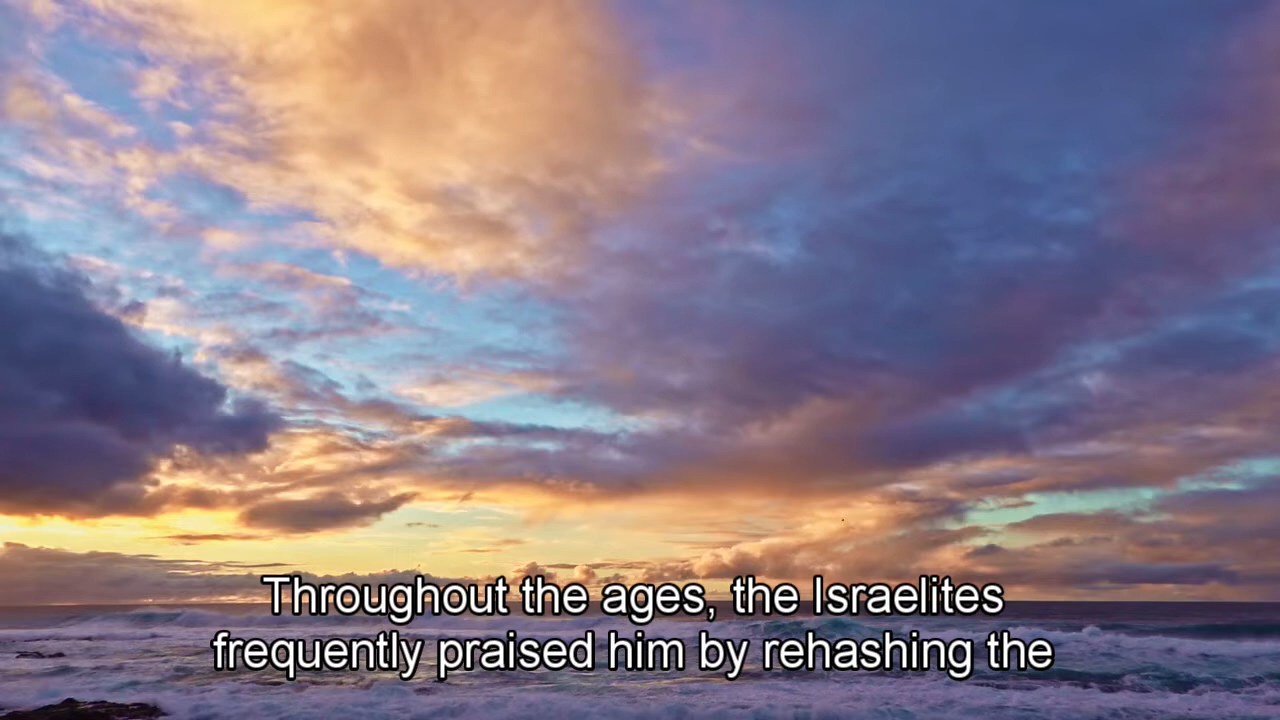 Throughout the ages, the Israelites
frequently praised him by rehashing the